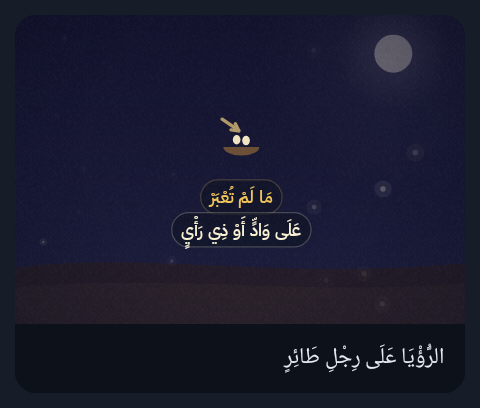 مَا لَمْ تُعْبَرْ
عَلَى وَادٍّ أَوْ ذِي رَأْيٍ
الرُّؤْيَا عَلَى رِجْلِ طَائِرٍ